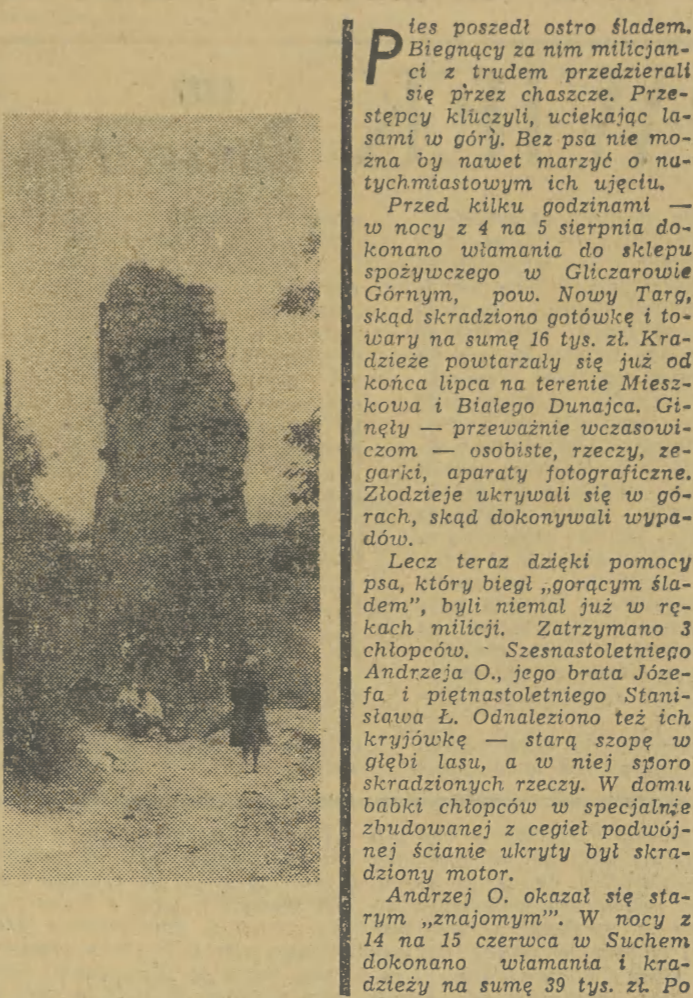 Pies poszedł ostro śladem.
Biegnący za nim milicjan-
ci z trudem przedzierali
się przez chaszcze. Prze-
stępcy kluczyli, uciekając la-
sami w góry. Bez psa nie mo-
żna by nawet marzyć o na-
tychmiastowym ich ujęciu.
Przed kilku godzinami —
w nocy z 4 na 5 sierpnia do-
konano włamania do sklepu
spożywczego w Gliczarowie
Górnym, pow. Nowy Targ,
skąd skradziono gotówkę i to-
wary na sumę 16 tys. zł. Kra-
dzieże powtarzały się już od
końca lipca na terenie Miesz-
kowa i Białego Dunajca. Gi-
nęły — przeważnie wczasowi-
czom — osobiste, rzeczy, ze-
garki, aparaty fotograficzne.
Złodzieje ukrywali się w gó-
rach, skąd dokonywali wypa-
dów.
Lecz teraz dzięki pomocy
psa, który biegł „gorącym śla-
dem”, byli niemal już w rę-
kach milicji. Zatrzymano 3
chłopców. Szesnastoletniego
Andrzeja O., jego brata Józe-
fa i piętnastoletniego Stani-
sława Ł. Odnaleziono też ich
kryjówkę — starą szopę w
głębi lasu, a w niej sporo
skradzionych rzeczy. W domu
babki chłopców w specjalnie
zbudowanej z cegieł podwój-
nej ścianie ukryty był skra-
dziony motor.
Andrzej O. okazał się sta-
rym „znajomym”'. W nocy z
14 na 15 czerwca w Suchem
dokonano włamania i kra-
dzieży na sumę 39 tys. zł. Po